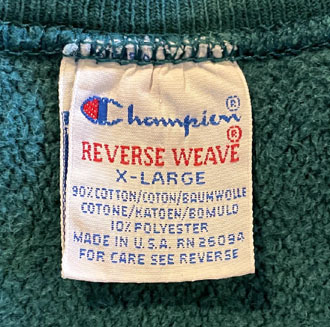 Champion®
REVERSE WEAVE®
X-LARGE
90% COTTON/COTON/BAUMWOLLE
COTONE/KATOEN/BOMULD
10% POLYESTER
MADE IN U.S.A. RN 26094
FOR CARE SEE REVERSE